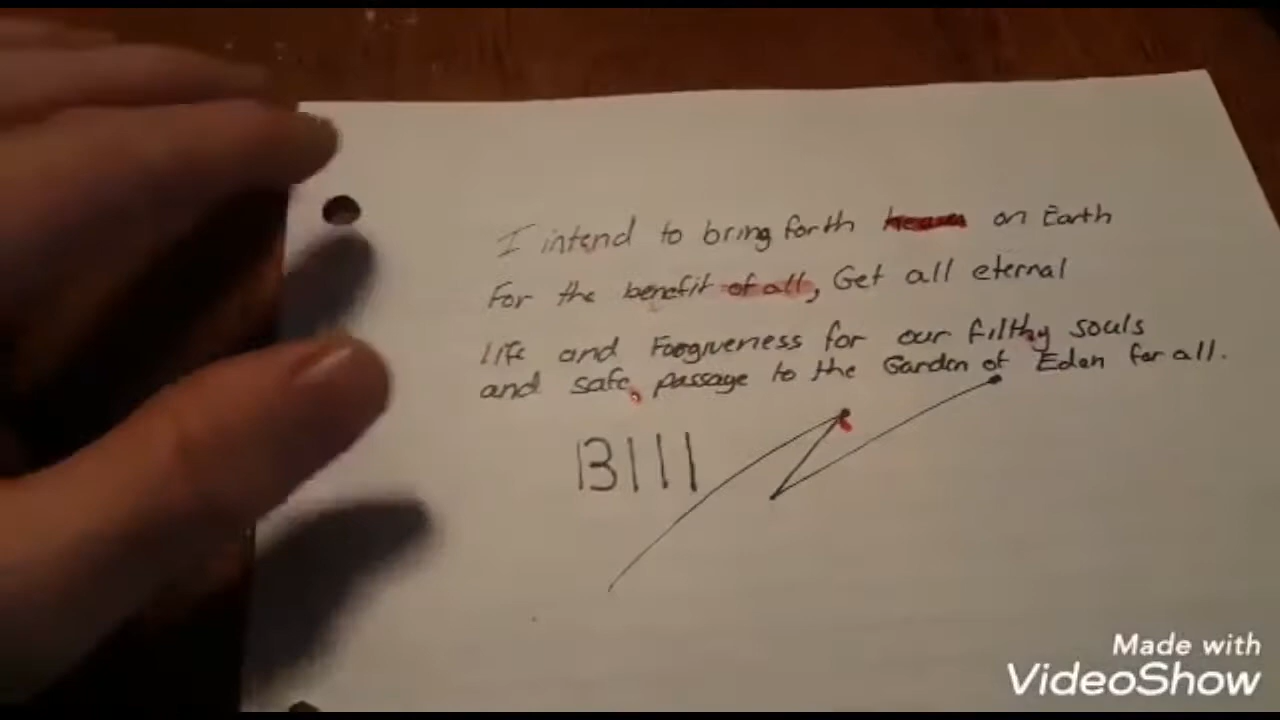 I intend to bring forth on Earth
For the benefit of all, Get all eternal
life and Forgiveness for our filthy souls
and safe passage to the Garden of Eden for all.
Made with
VideoShow